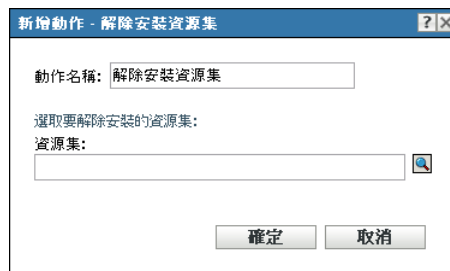 新增動作 - 解除安裝資源集
動作名稱: 解除安裝資源集
選取要解除安裝的資源集:
資源集:
確定 取消